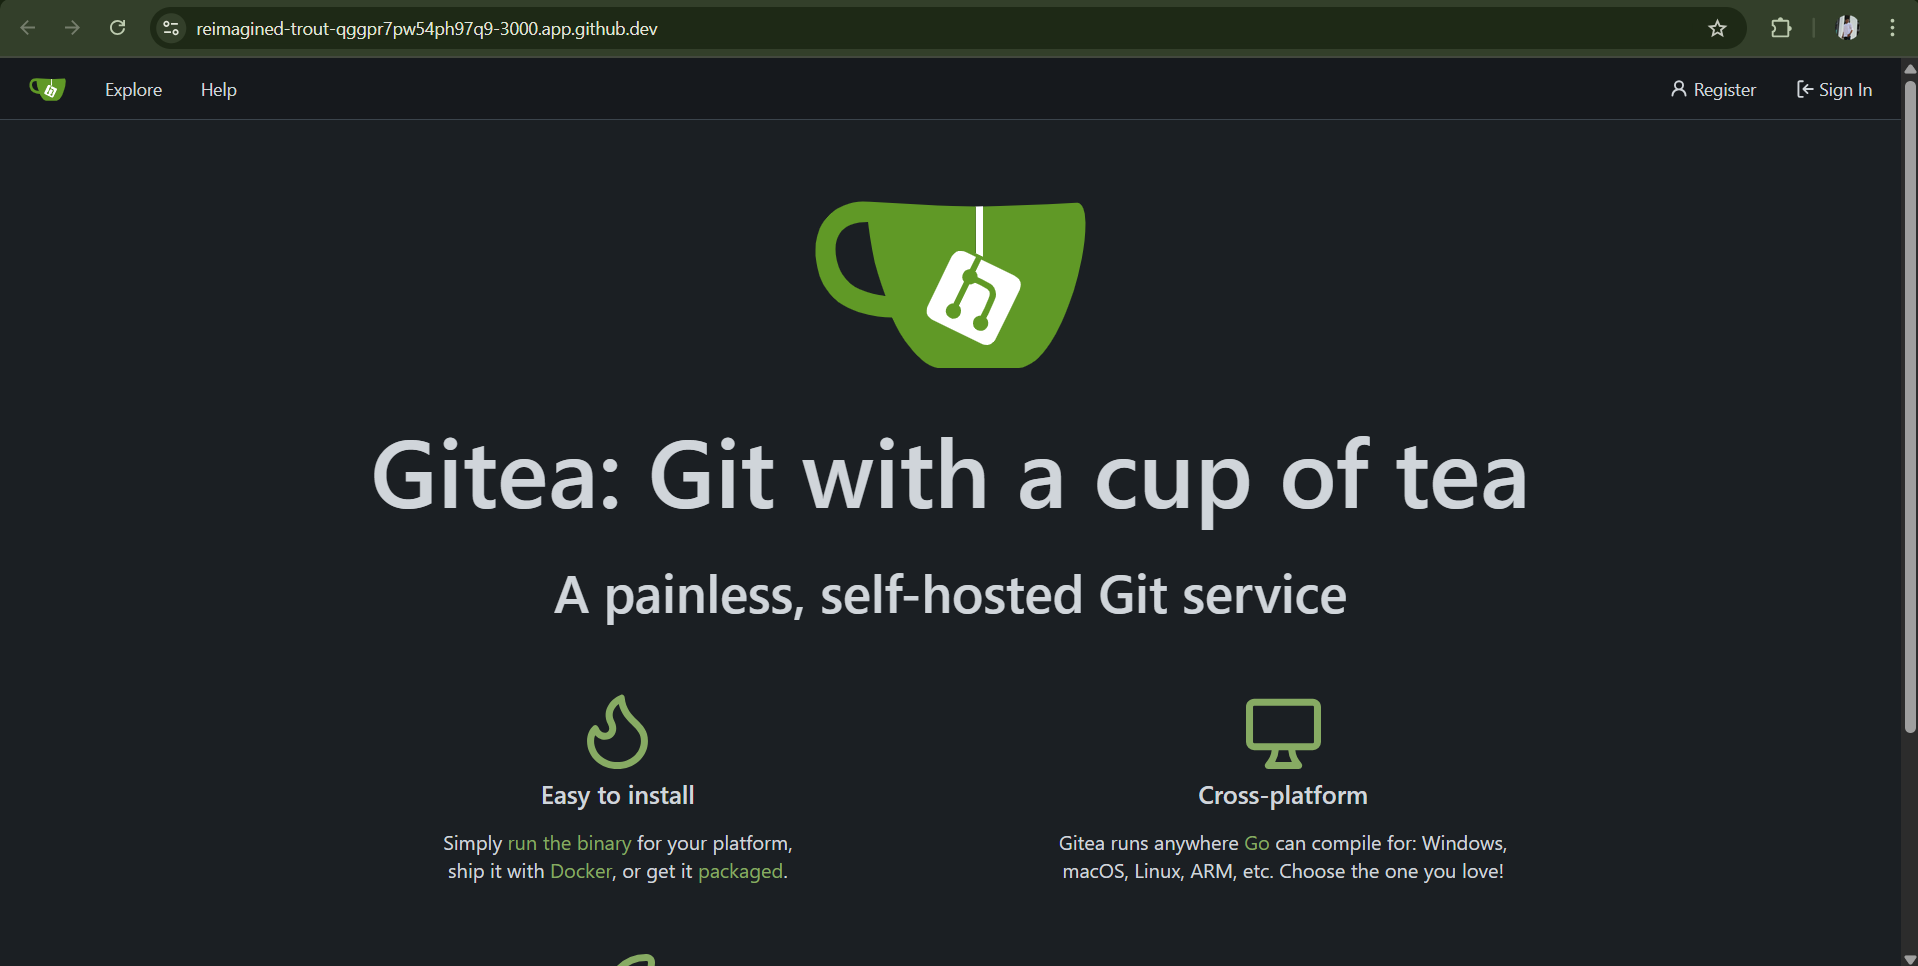 reimagined-trout-qggpr7pw54ph97q9-3000.app.github.dev
Explore Help Register Sign In
Gitea: Git with a cup of tea
A painless, self-hosted Git service
Easy to install
Simply run the binary for your platform,
ship it with Docker, or get it packaged.
Cross-platform
Gitea runs anywhere Go can compile for: Windows,
macOS, Linux, ARM, etc. Choose the one you love!